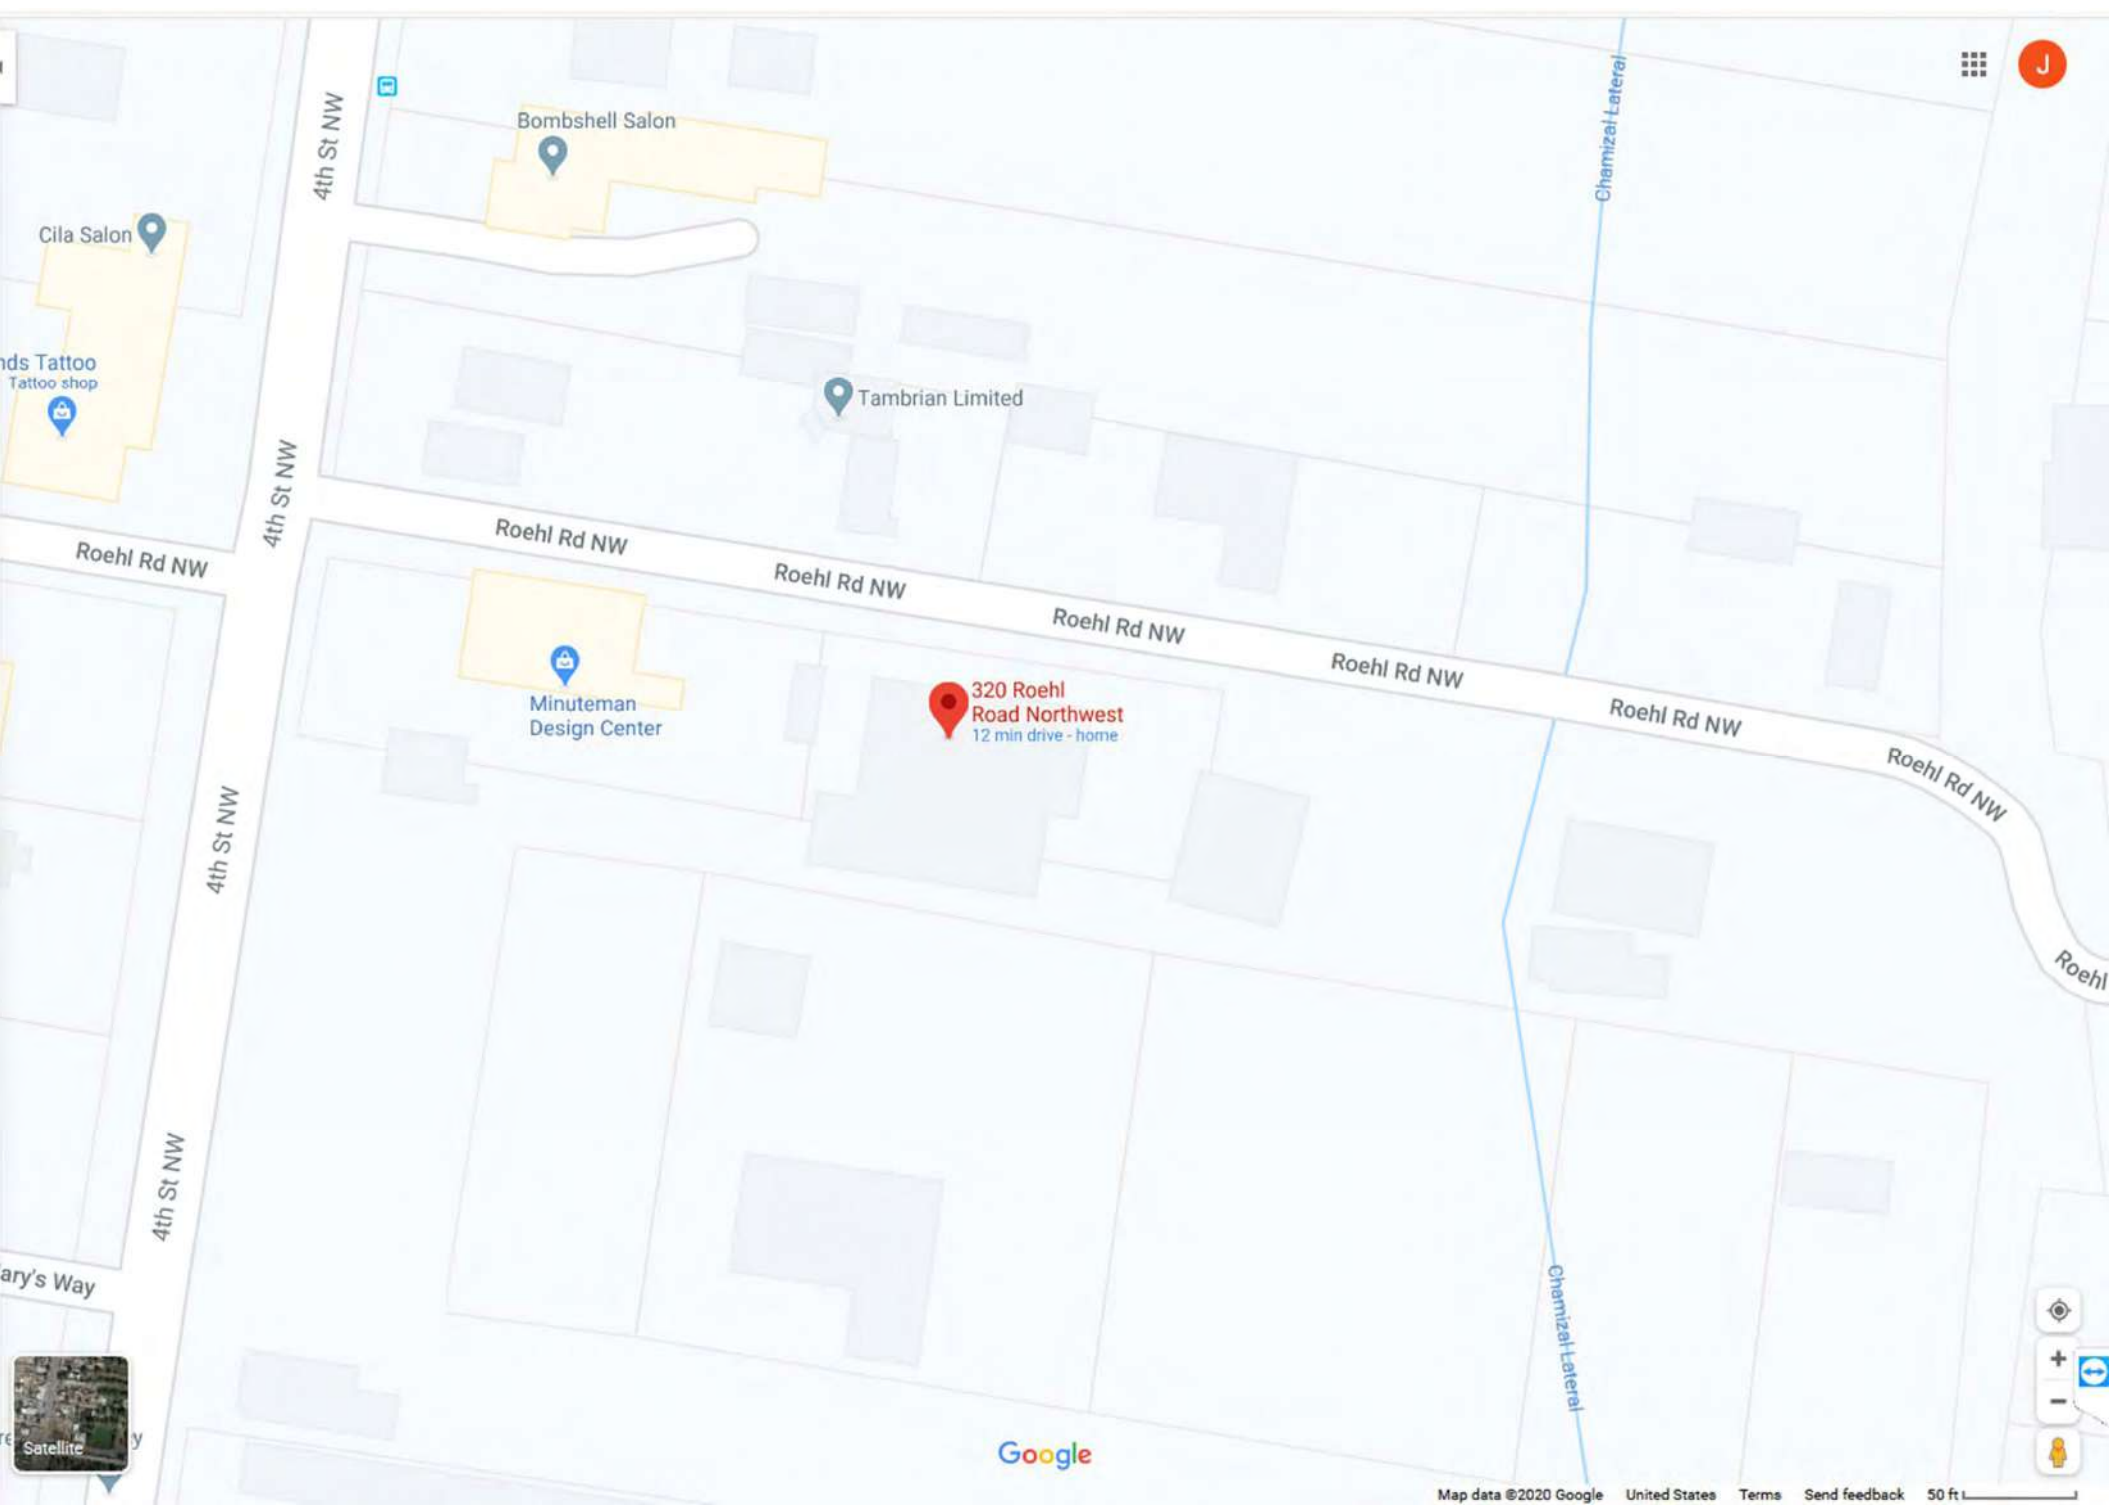 J
4th St NW
Chamizal Lateral
Bombshell Salon
Cila Salon
nds Tattoo
Tattoo shop
Tambrian Limited
4th St NW
Roehl Rd NW
Roehl Rd NW
Roehl Rd NW
Roehl Rd NW
Roehl Rd NW
Roehl Rd NW
Roehl Rd NW
Minuteman
Design Center
320 Roehl
Road Northwest
12 min drive - home
4th St NW
Roehl
4th St NW
ary's Way
Chamizal Lateral
Satellite
y
Google
Map data ©2020 Google United States Terms Send feedback 50 ft